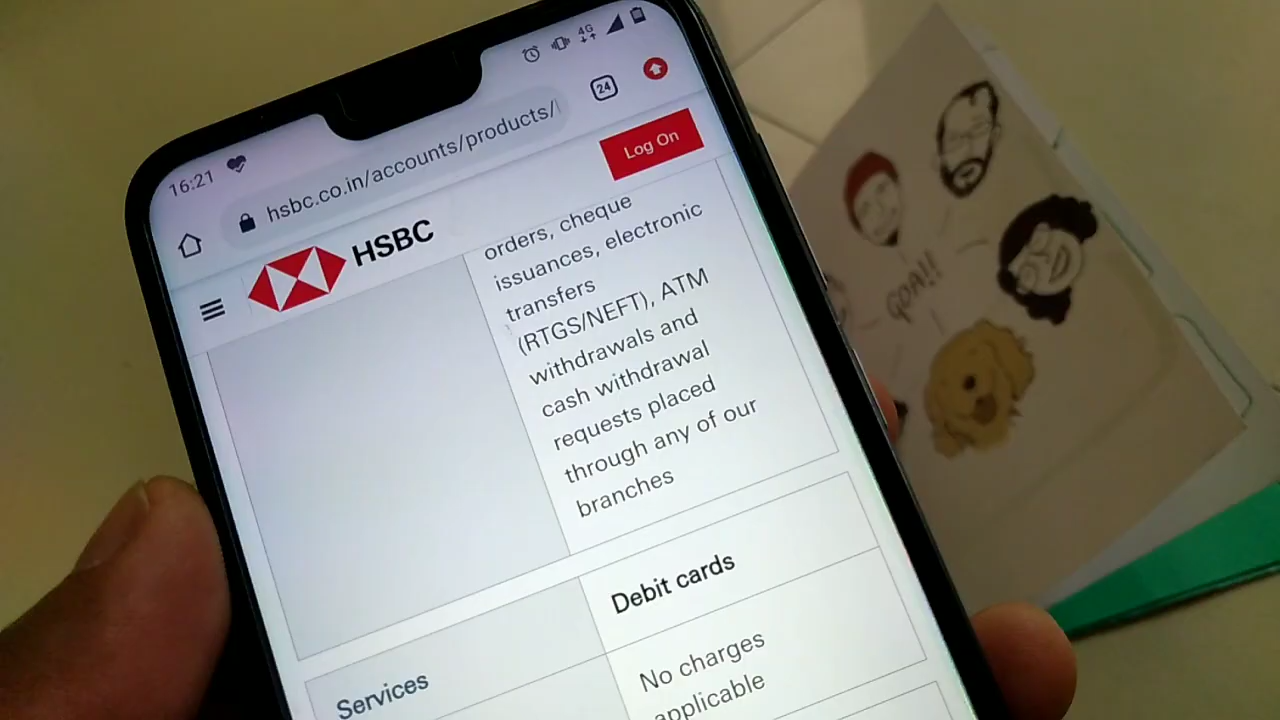 16:21
4G
24
hsbc.co.in/accounts/products/
HSBC
Log On
orders, cheque
issuances, electronic
transfers
(RTGS/NEFT), ATM
withdrawals and
cash withdrawal
requests placed
through any of our
branches
Debit cards
Services
No charges
applicable
GOA!!